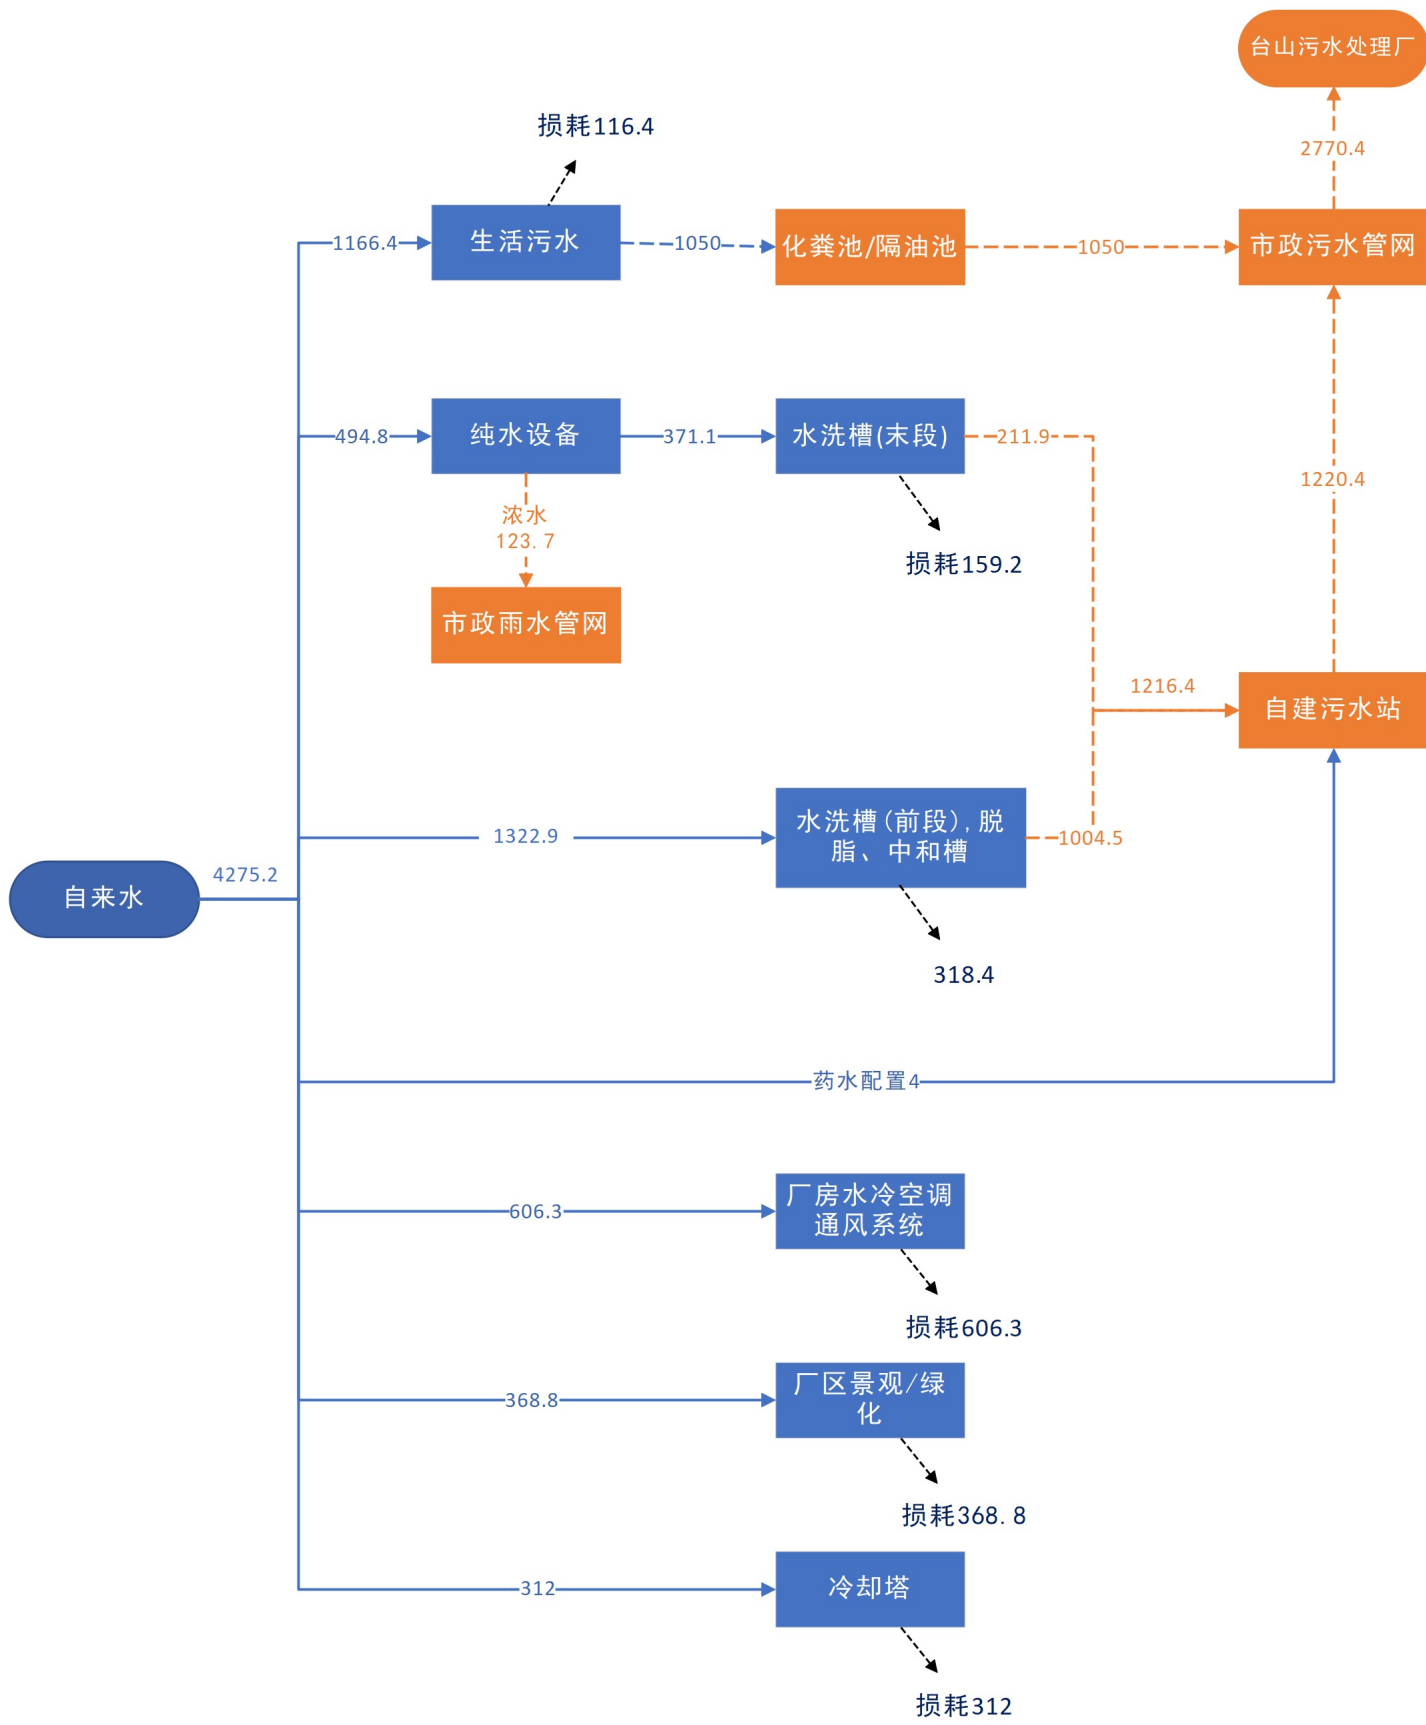 台山污水处理厂
2770.4
损耗116.4
1166.4
生活污水
1050
化粪池/隔油池
1050
市政污水管网
494.8
纯水设备
371.1
水洗槽(末段)
211.9
1220.4
浓水
123.7
损耗159.2
市政雨水管网
1216.4
自建污水站
1322.9
水洗槽(前段),脱
脂、中和槽
1004.5
自来水
4275.2
318.4
药水配置4
606.3
厂房水冷空调
通风系统
损耗606.3
368.8
厂区景观/绿
化
损耗368.8
312
冷却塔
损耗312